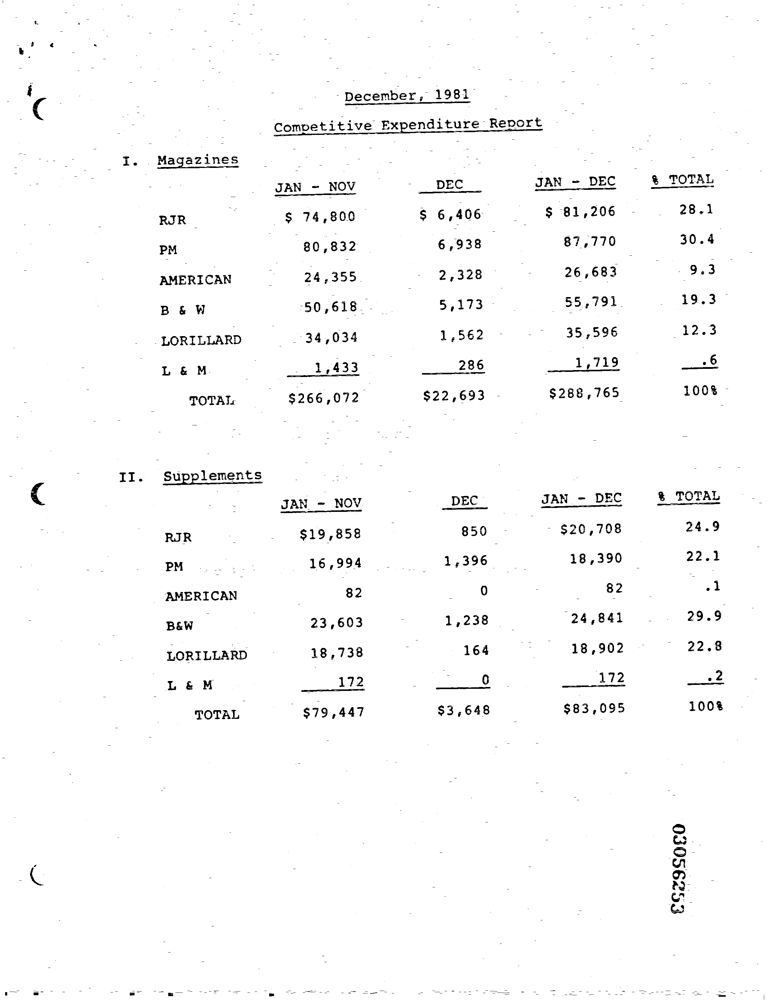 December, 1981
Competitive Expenditure Report
I. Magazines
JAN - NOV DEC JAN - DEC % TOTAL
RJR $ 74,800 $ 6,406 $ 81,206 28.1
PM 80,832 6,938 87,770 30.4
AMERICAN 24,355 2,328 26,683 9.3
B & W 50,618 5,173 55,791 19.3
LORILLARD 34,034 1,562 35,596 12.3
L & M 1,433 286 1,719 .6
TOTAL $266,072 $22,693 $288,765 100%
II. Supplements
JAN - NOV DEC JAN - DEC % TOTAL
RJR $19,858 850 $20,708 24.9
PM 16,994 1,396 18,390 22.1
AMERICAN 82 0 82 .1
B&W 23,603 1,238 24,841 29.9
LORILLARD 18,738 164 18,902 22.8
L & M 172 0 172 .2
TOTAL $79,447 $3,648 $83,095 100%
03056253